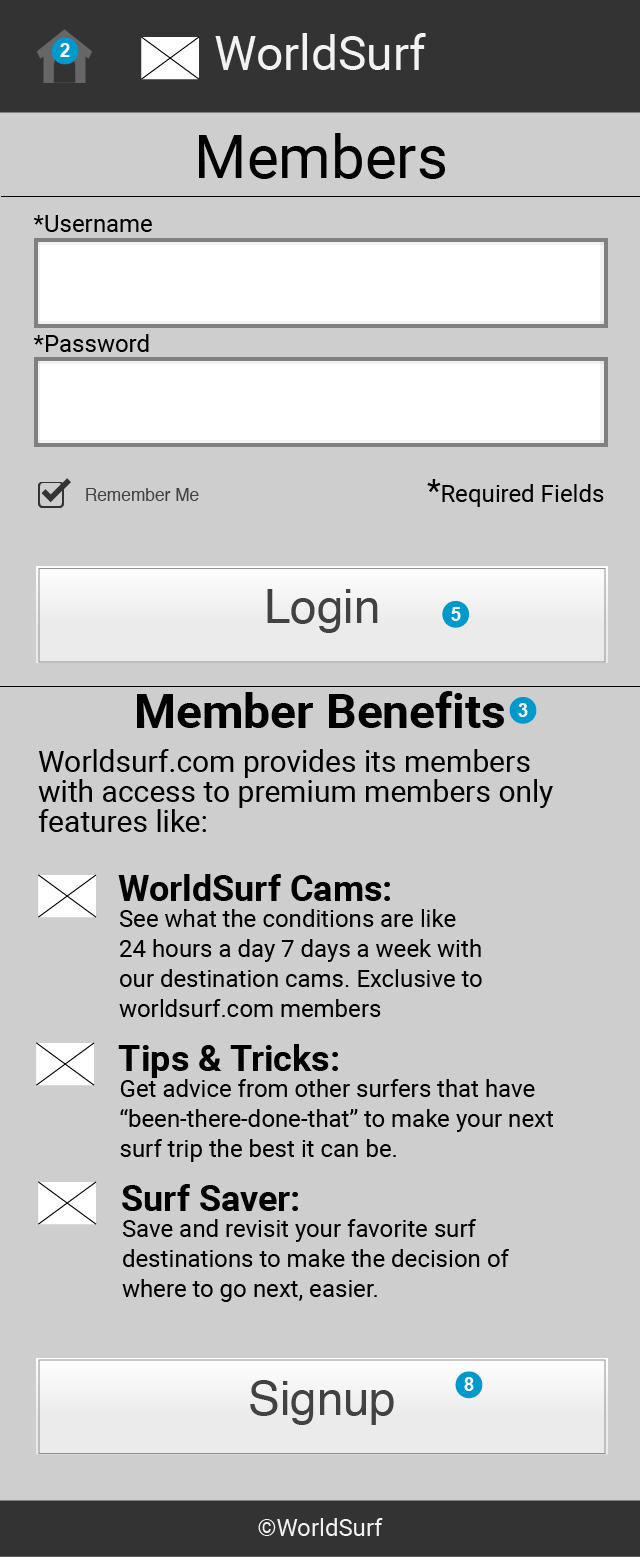 2
WorldSurf
Members
*Username
*Password
Remember Me
*Required Fields
Login
5
Member Benefits
3
Worldsurf.com provides its members
with access to premium members only
features like:
WorldSurf Cams:
See what the conditions are like
24 hours a day 7 days a week with
our destination cams. Exclusive to
worldsurf.com members
Tips & Tricks:
Get advice from other surfers that have
“been-there-done-that” to make your next
surf trip the best it can be.
Surf Saver:
Save and revisit your favorite surf
destinations to make the decision of
where to go next, easier.
Signup
8
©WorldSurf